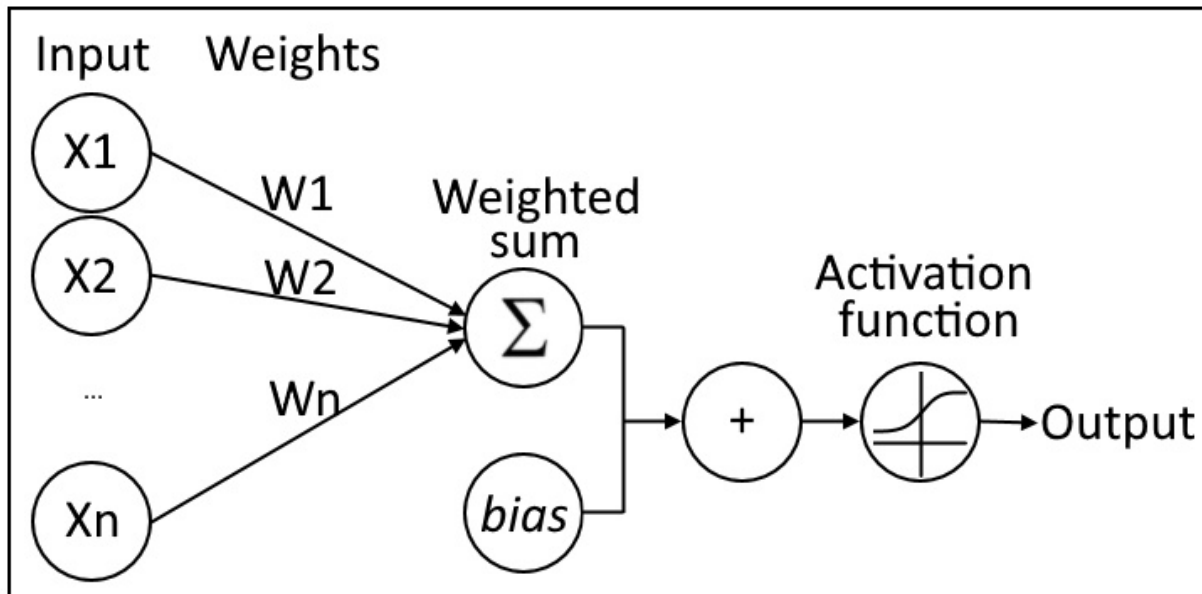 Input Weights
X1
W1
Weighted
sum
X2
W2
Σ
Activation
function
...
Wn
+
Output
Xn
bias